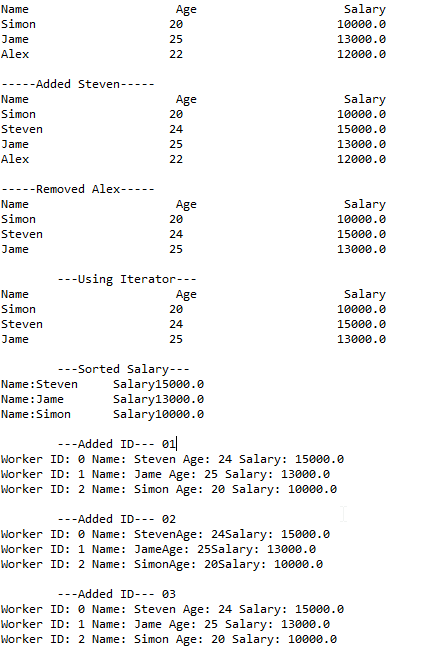 Name Age Salary
Simon 20 10000.0
Jame 25 13000.0
Alex 22 12000.0
-----Added Steven-----
Name Age Salary
Simon 20 10000.0
Steven 24 15000.0
Jame 25 13000.0
Alex 22 12000.0
-----Removed Alex-----
Name Age Salary
Simon 20 10000.0
Steven 24 15000.0
Jame 25 13000.0
---Using Iterator---
Name Age Salary
Simon 20 10000.0
Steven 24 15000.0
Jame 25 13000.0
---Sorted Salary---
Name:Steven Salary15000.0
Name:Jame Salary13000.0
Name:Simon Salary10000.0
---Added ID--- 01
Worker ID: 0 Name: Steven Age: 24 Salary: 15000.0
Worker ID: 1 Name: Jame Age: 25 Salary: 13000.0
Worker ID: 2 Name: Simon Age: 20 Salary: 10000.0
---Added ID--- 02
Worker ID: 0 Name: StevenAge: 24Salary: 15000.0
Worker ID: 1 Name: JameAge: 25Salary: 13000.0
Worker ID: 2 Name: SimonAge: 20Salary: 10000.0
---Added ID--- 03
Worker ID: 0 Name: Steven Age: 24 Salary: 15000.0
Worker ID: 1 Name: Jame Age: 25 Salary: 13000.0
Worker ID: 2 Name: Simon Age: 20 Salary: 10000.0